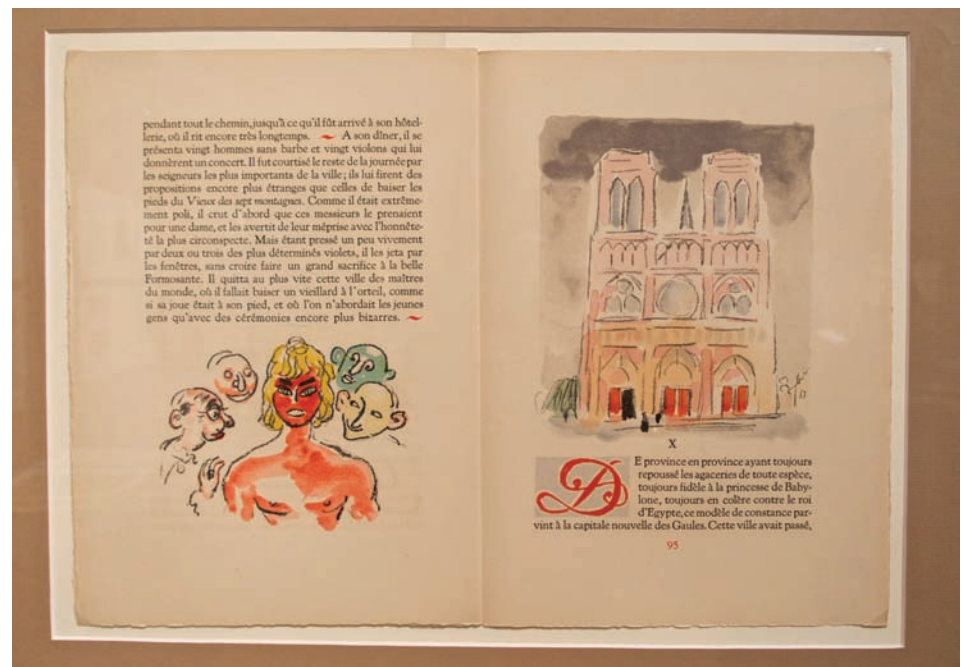 pendant tout le chemin, jusqu'à ce qu'il fût arrivé à son hôtel-
lerie, où il rit encore très longtemps. A son dîner, il se
présenta vingt hommes sans barbe et vingt violons qui lui
donnèrent un concert. Il fut courtisé le reste de la journée par
les seigneurs les plus importants de la ville; ils lui firent des
propositions encore plus étranges que celles de baiser les
pieds du Vieux des sept montagnes. Comme il était extrême-
ment poli, il crut d'abord que ces messieurs le prenaient
pour une dame, et les avertit de leur méprise avec l'honnête-
té la plus circonspecte. Mais étant pressé un peu vivement
par deux ou trois des plus déterminés violets, il les jeta par
les fenêtres, sans croire faire un grand sacrifice à la belle
Formosante. Il quitta au plus vite cette ville des maîtres
du monde, où il fallait baiser un vieillard à l'orteil, comme
si sa joue était à son pied, et où l'on n'abordait les jeunes
gens qu'avec des cérémonies encore plus bizarres.
X
DE province en province ayant toujours
repoussé les agaceries de toute espèce,
toujours fidèle à la princesse de Baby-
lone, toujours en colère contre le roi
d'Egypte, ce modèle de constance par-
vint à la capitale nouvelle des Gaules. Cette ville avait passé,
95